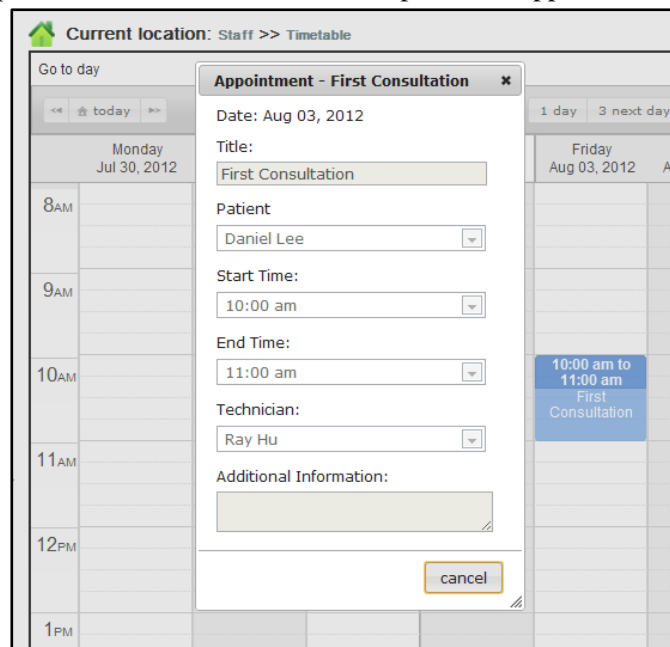 Current location: Staff >> Timetable
Go to day
today
1 day 3 next day
Monday
Jul 30, 2012
Friday
Aug 03, 2012
A
8AM
9AM
10AM
11AM
12PM
1PM
10:00 am to
11:00 am
First
Consultation
Appointment - First Consultation
Date: Aug 03, 2012
Title:
First Consultation
Patient
Daniel Lee
Start Time:
10:00 am
End Time:
11:00 am
Technician:
Ray Hu
Additional Information:
cancel